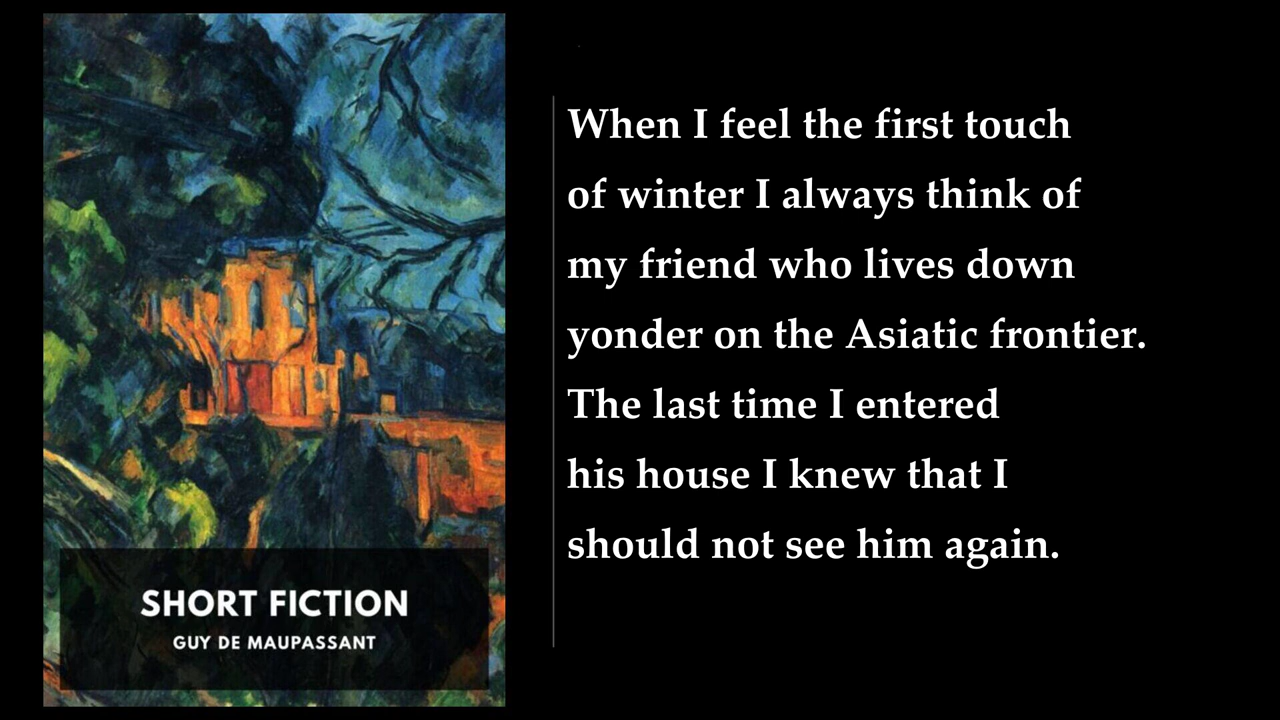 When I feel the first touch
of winter I always think of
my friend who lives down
yonder on the Asiatic frontier.
The last time I entered
his house I knew that I
should not see him again.
SHORT FICTION
GUY DE MAUPASSANT